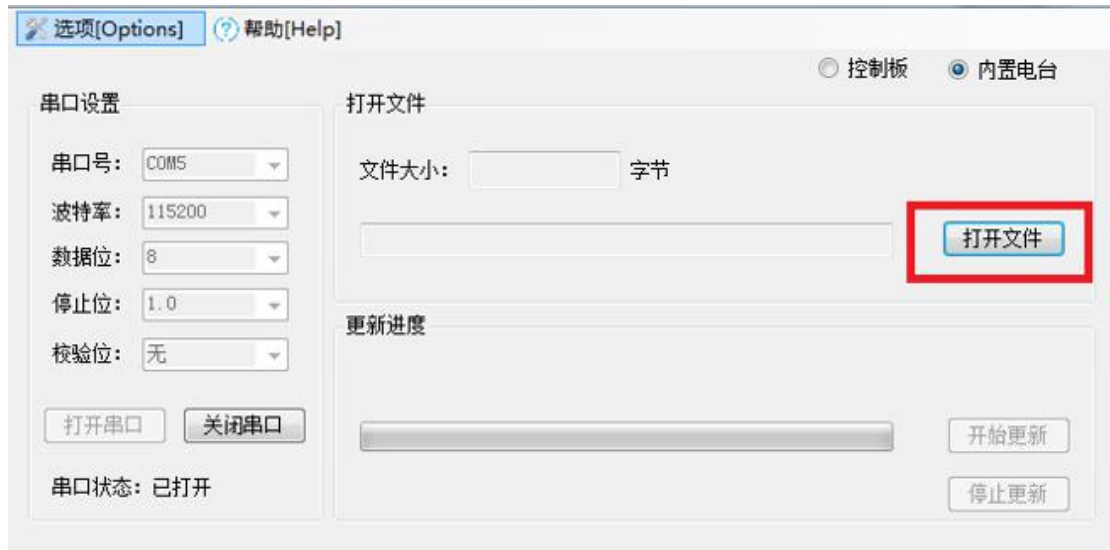 选项[Options] 帮助[Help]
控制板 内置电台
串口设置
串口号: COM5
波特率: 115200
数据位: 8
停止位: 1.0
校验位: 无
打开串口 关闭串口
串口状态: 已打开
打开文件
文件大小: 字节
打开文件
更新进度
开始更新
停止更新